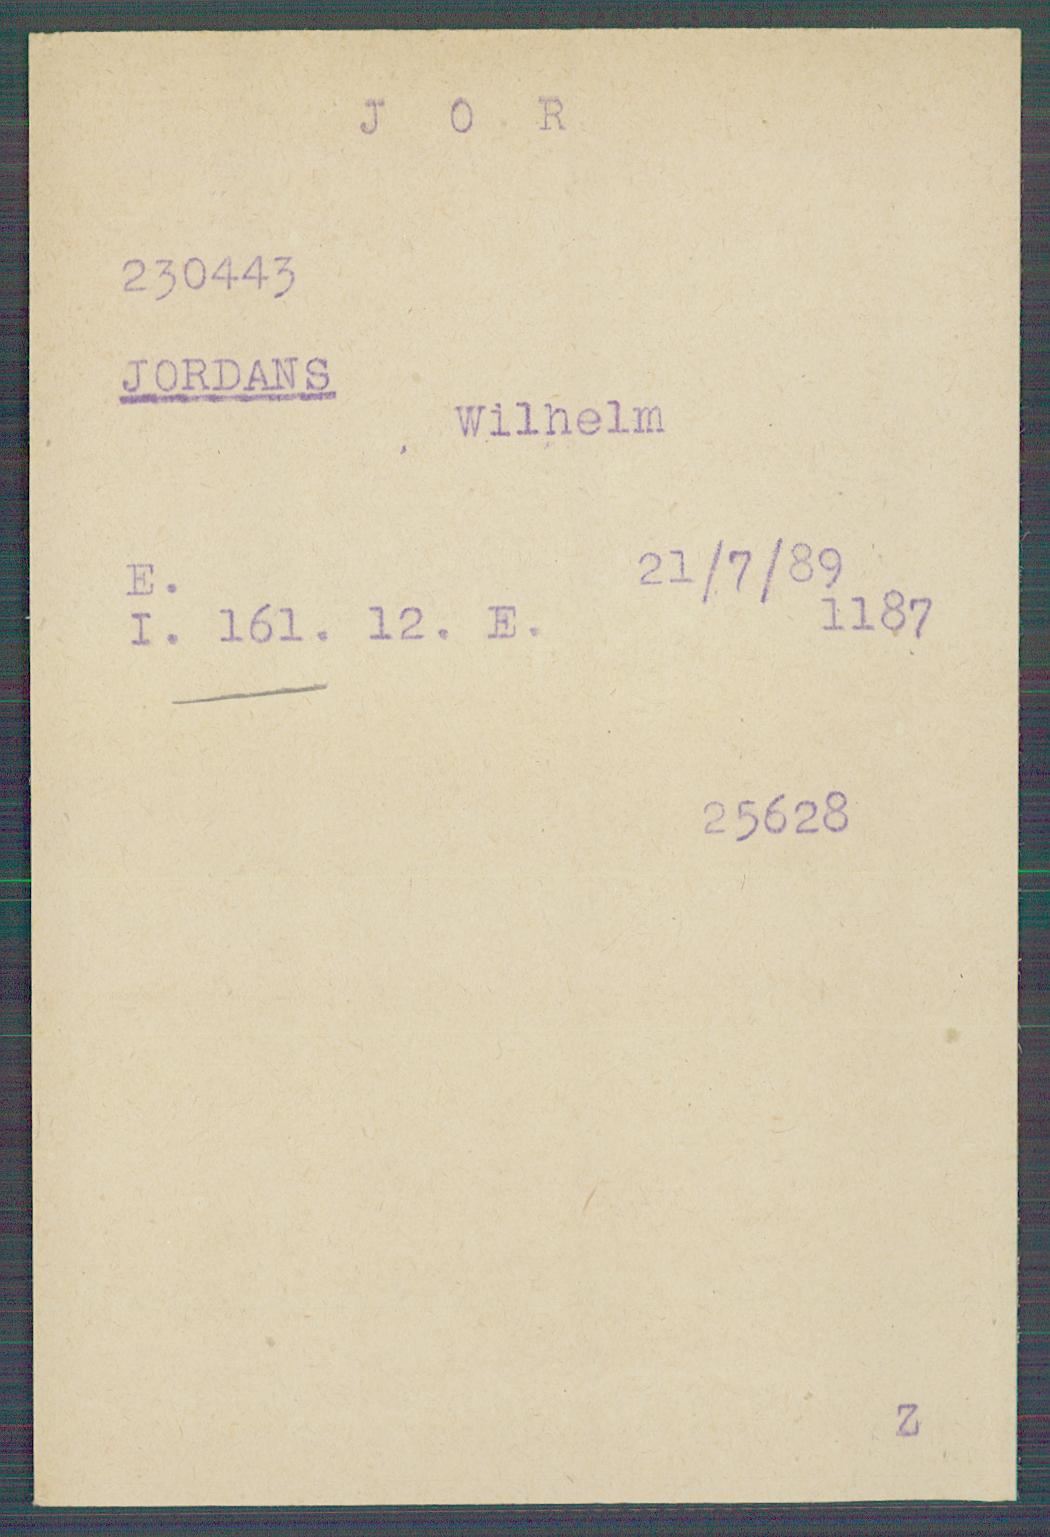 J O R
230443
JORDANS
, Wilhelm
E. 21/7/89
I. 161. 12. E. 1187
25628
Z